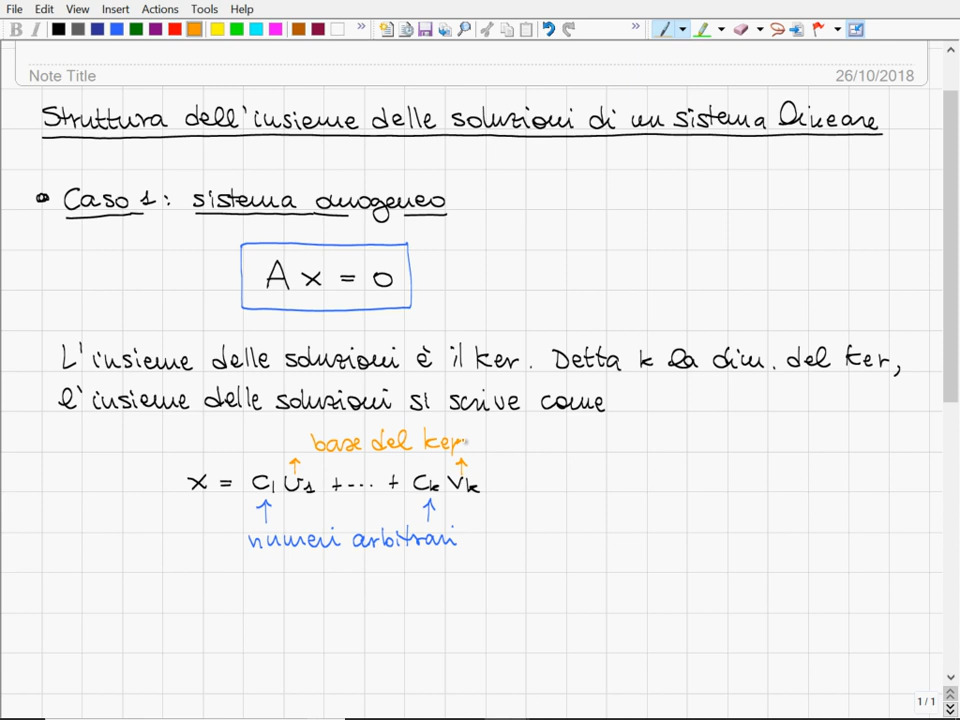 File Edit View Insert Actions Tools Help
B I
Note Title 26/10/2018
Struttura dell'insieme delle soluzioni di un sistema lineare
• Caso 1: sistema omogeneo
A x = 0
L'insieme delle soluzioni è il ker. Detta k la dim. del ker,
l'insieme delle soluzioni si scrive come
base del ker
x = c1 v1 + ... + ck vk
numeri arbitrari
1/1